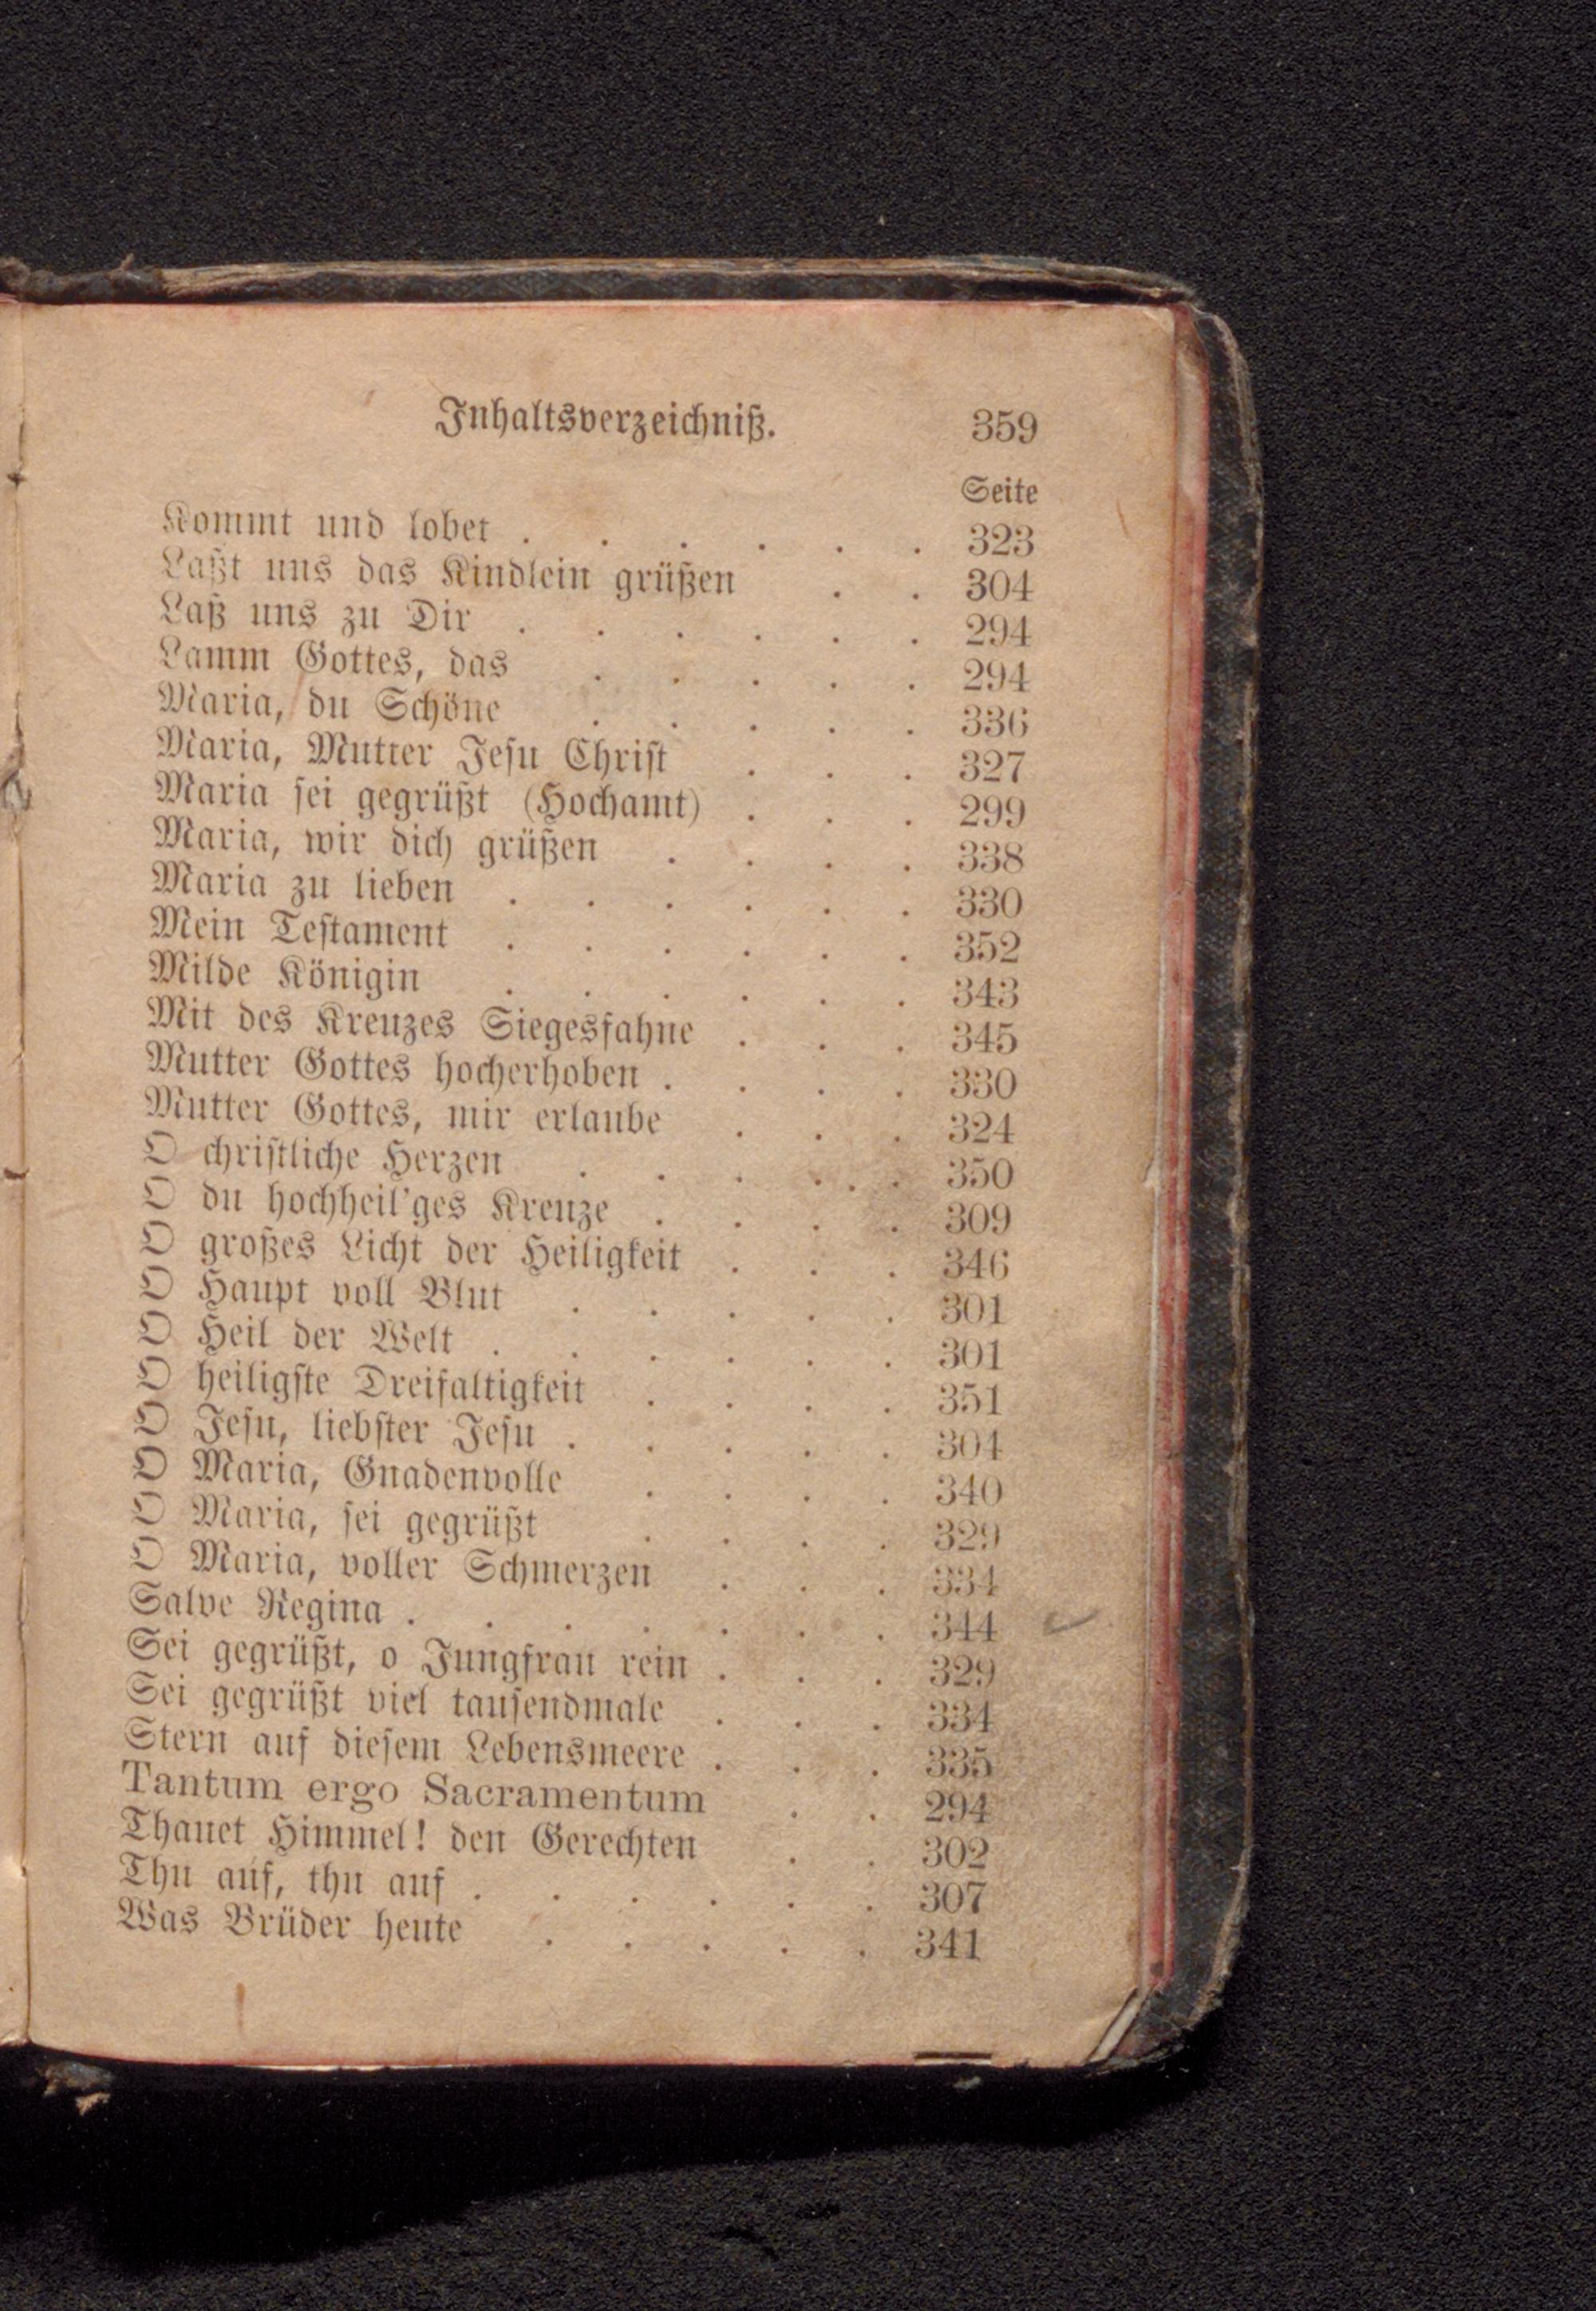 Inhaltsverzeichniß. 359
Seite
Kommt und lobet . . . . . . 323
Laßt uns das Kindlein grüßen . . 304
Laß uns zu Dir . . . . . . 294
Lamm Gottes, das . . . . . 294
Maria, du Schöne . . . . . 336
Maria, Mutter Jesu Christ . . . 327
Maria sei gegrüßt (Hochamt) . . . 299
Maria, wir dich grüßen . . . . 338
Maria zu lieben . . . . . . 330
Mein Testament . . . . . . 352
Milde Königin . . . . . . 343
Mit des Kreuzes Siegesfahne . . . 345
Mutter Gottes hocherhoben . . . . 330
Mutter Gottes, mir erlaube . . . 324
O christliche Herzen . . . . . . 350
O du hochheil'ges Kreuze . . . . 309
O großes Licht der Heiligkeit . . . 346
O Haupt voll Blut . . . . . 301
O Heil der Welt . . . . . . 301
O heiligste Dreifaltigkeit . . . . 351
O Jesu, liebster Jesu . . . . . 304
O Maria, Gnadenvolle . . . . 340
O Maria, sei gegrüßt . . . . 329
O Maria, voller Schmerzen . . . 334
Salve Regina . . . . . . . 344
Sei gegrüßt, o Jungfrau rein . . . 329
Sei gegrüßt viel tausendmale . . . 334
Stern auf diesem Lebensmeere . . . 335
Tantum ergo Sacramentum . . 294
Thauet Himmel! den Gerechten . . 302
Thu auf, thu auf . . . . . . 307
Was Brüder heute . . . . . 341